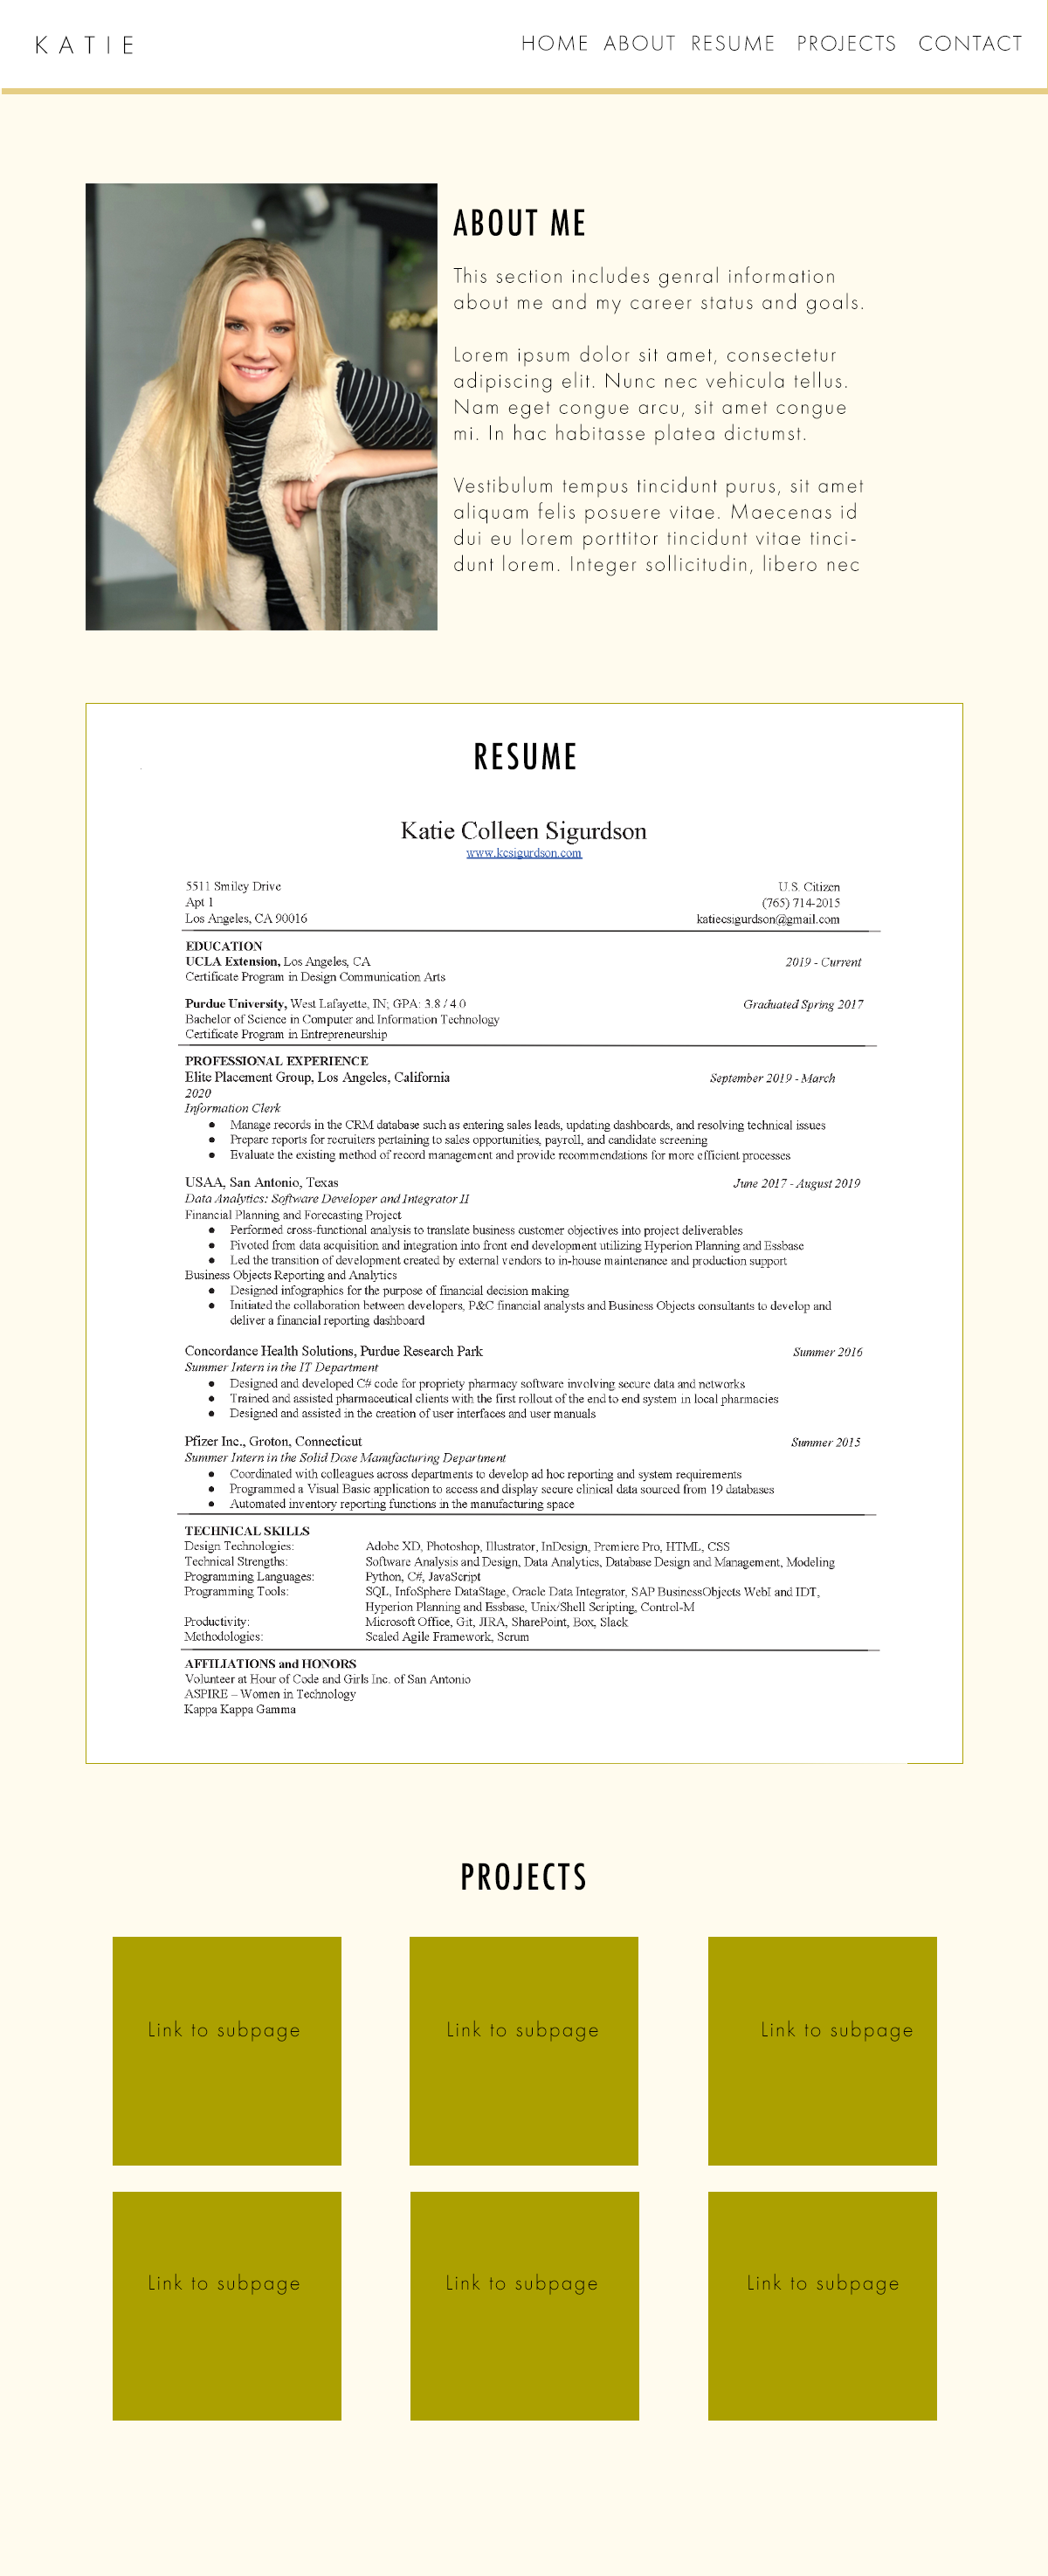 KATIE
HOME ABOUT RESUME PROJECTS CONTACT
ABOUT ME
This section includes genral information
about me and my career status and goals.
Lorem ipsum dolor sit amet, consectetur
adipiscing elit. Nunc nec vehicula tellus.
Nam eget congue arcu, sit amet congue
mi. In hac habitasse platea dictumst.
Vestibulum tempus tincidunt purus, sit amet
aliquam felis posuere vitae. Maecenas id
dui eu lorem porttitor tincidunt vitae tinci-
dunt lorem. Integer sollicitudin, libero nec
RESUME
Katie Colleen Sigurdson
www.kcsigurdson.com
5511 Smiley Drive U.S. Citizen
Apt 1 (765) 714-2015
Los Angeles, CA 90016 katiecsigurdson@gmail.com
EDUCATION
UCLA Extension, Los Angeles, CA 2019 - Current
Certificate Program in Design Communication Arts
Purdue University, West Lafayette, IN; GPA: 3.8 / 4.0 Graduated Spring 2017
Bachelor of Science in Computer and Information Technology
Certificate Program in Entrepreneurship
PROFESSIONAL EXPERIENCE
Elite Placement Group, Los Angeles, California September 2019 - March
2020
Information Clerk
● Manage records in the CRM database such as entering sales leads, updating dashboards, and resolving technical issues
● Prepare reports for recruiters pertaining to sales opportunities, payroll, and candidate screening
● Evaluate the existing method of record management and provide recommendations for more efficient processes
USAA, San Antonio, Texas June 2017 - August 2019
Data Analytics: Software Developer and Integrator II
Financial Planning and Forecasting Project
● Performed cross-functional analysis to translate business customer objectives into project deliverables
● Pivoted from data acquisition and integration into front end development utilizing Hyperion Planning and Essbase
● Led the transition of development created by external vendors to in-house maintenance and production support
Business Objects Reporting and Analytics
● Designed infographics for the purpose of financial decision making
● Initiated the collaboration between developers, P&C financial analysts and Business Objects consultants to develop and
deliver a financial reporting dashboard
Concordance Health Solutions, Purdue Research Park Summer 2016
Summer Intern in the IT Department
● Designed and developed C# code for propriety pharmacy software involving secure data and networks
● Trained and assisted pharmaceutical clients with the first rollout of the end to end system in local pharmacies
● Designed and assisted in the creation of user interfaces and user manuals
Pfizer Inc., Groton, Connecticut Summer 2015
Summer Intern in the Solid Dose Manufacturing Department
● Coordinated with colleagues across departments to develop ad hoc reporting and system requirements
● Programmed a Visual Basic application to access and display secure clinical data sourced from 19 databases
● Automated inventory reporting functions in the manufacturing space
TECHNICAL SKILLS
Design Technologies: Adobe XD, Photoshop, Illustrator, InDesign, Premiere Pro, HTML, CSS
Technical Strengths: Software Analysis and Design, Data Analytics, Database Design and Management, Modeling
Programming Languages: Python, C#, JavaScript
Programming Tools: SQL, InfoSphere DataStage, Oracle Data Integrator, SAP BusinessObjects WebI and IDT,
Hyperion Planning and Essbase, Unix/Shell Scripting, Control-M
Productivity: Microsoft Office, Git, JIRA, SharePoint, Box, Slack
Methodologies: Scaled Agile Framework, Scrum
AFFILIATIONS and HONORS
Volunteer at Hour of Code and Girls Inc. of San Antonio
ASPIRE – Women in Technology
Kappa Kappa Gamma
PROJECTS
Link to subpage Link to subpage Link to subpage
Link to subpage Link to subpage Link to subpage